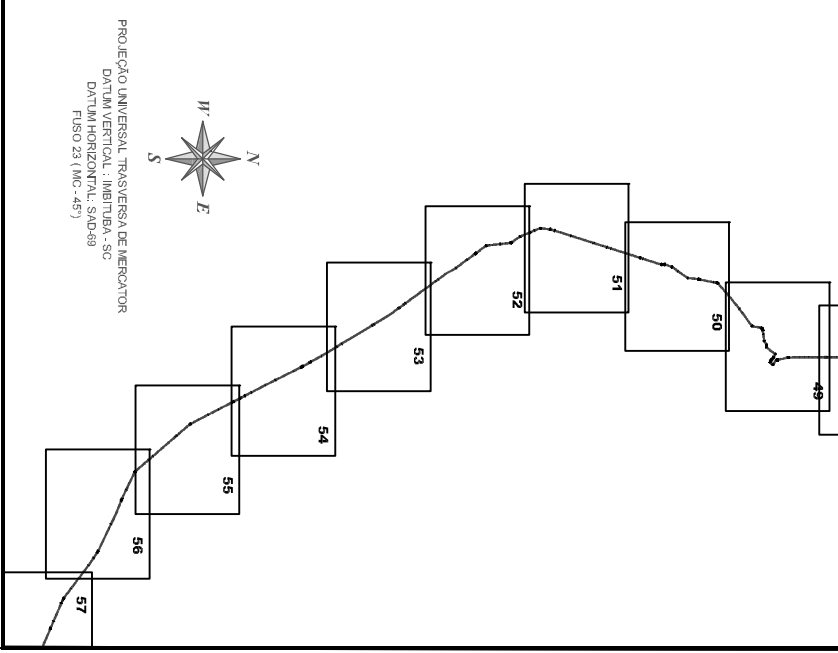 PROJEÇÃO UNIVERSAL TRASVERSA DE MERCATOR
DATUM VERTICAL : IMBITUBA - SC
DATUM HORIZONTAL: SAD-69
FUSO 23 ( MC - 45°)
N
W
E
S
49
50
51
52
53
54
55
56
57